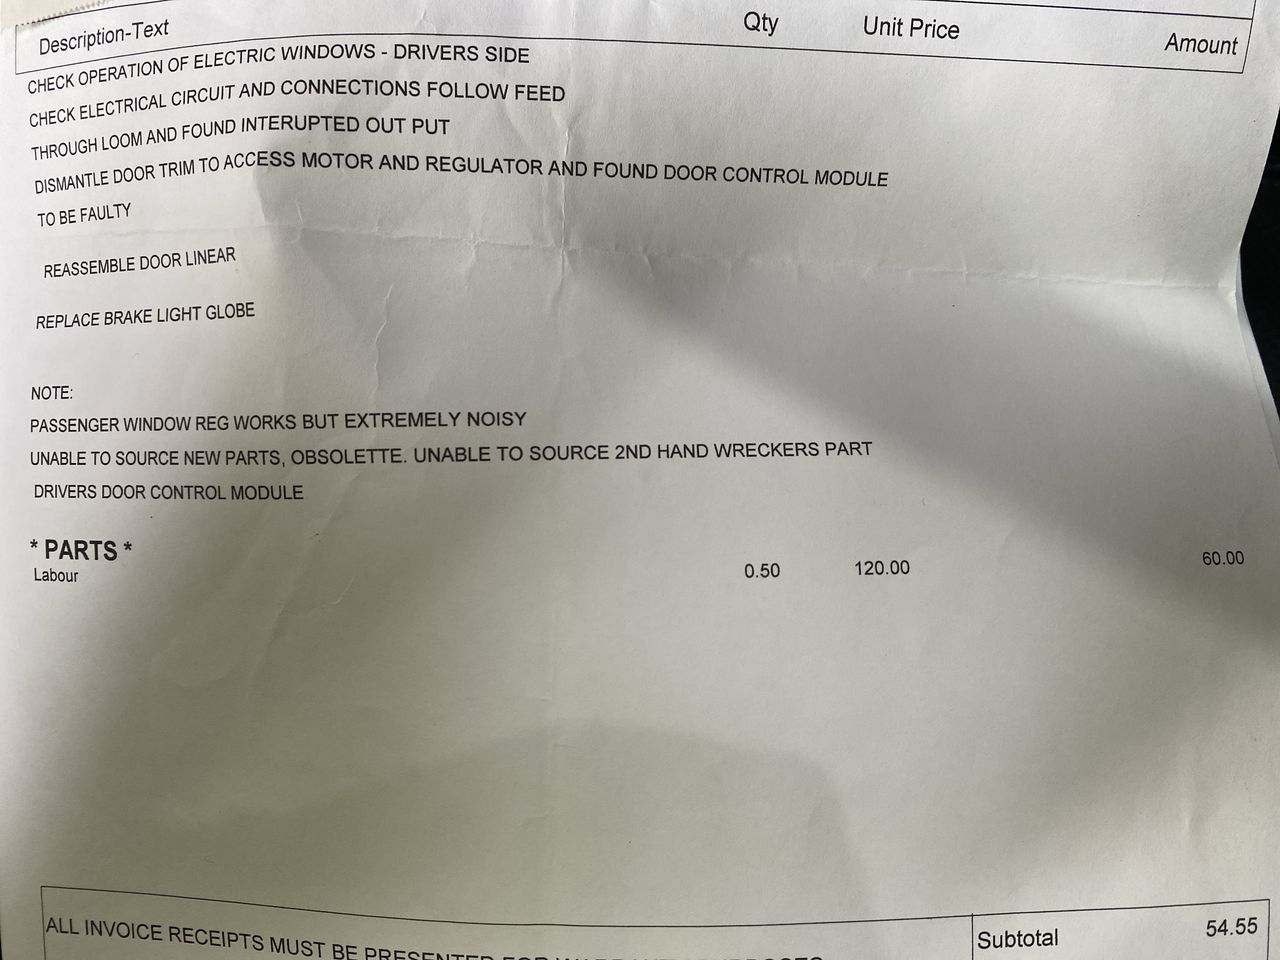 Description-Text Qty Unit Price Amount
CHECK OPERATION OF ELECTRIC WINDOWS - DRIVERS SIDE
CHECK ELECTRICAL CIRCUIT AND CONNECTIONS FOLLOW FEED
THROUGH LOOM AND FOUND INTERUPTED OUT PUT
DISMANTLE DOOR TRIM TO ACCESS MOTOR AND REGULATOR AND FOUND DOOR CONTROL MODULE
TO BE FAULTY
REASSEMBLE DOOR LINEAR
REPLACE BRAKE LIGHT GLOBE
NOTE:
PASSENGER WINDOW REG WORKS BUT EXTREMELY NOISY
UNABLE TO SOURCE NEW PARTS, OBSOLETTE. UNABLE TO SOURCE 2ND HAND WRECKERS PART
DRIVERS DOOR CONTROL MODULE
* PARTS *
Labour 0.50 120.00 60.00
ALL INVOICE RECEIPTS MUST BE PRESENTED FOR
Subtotal 54.55